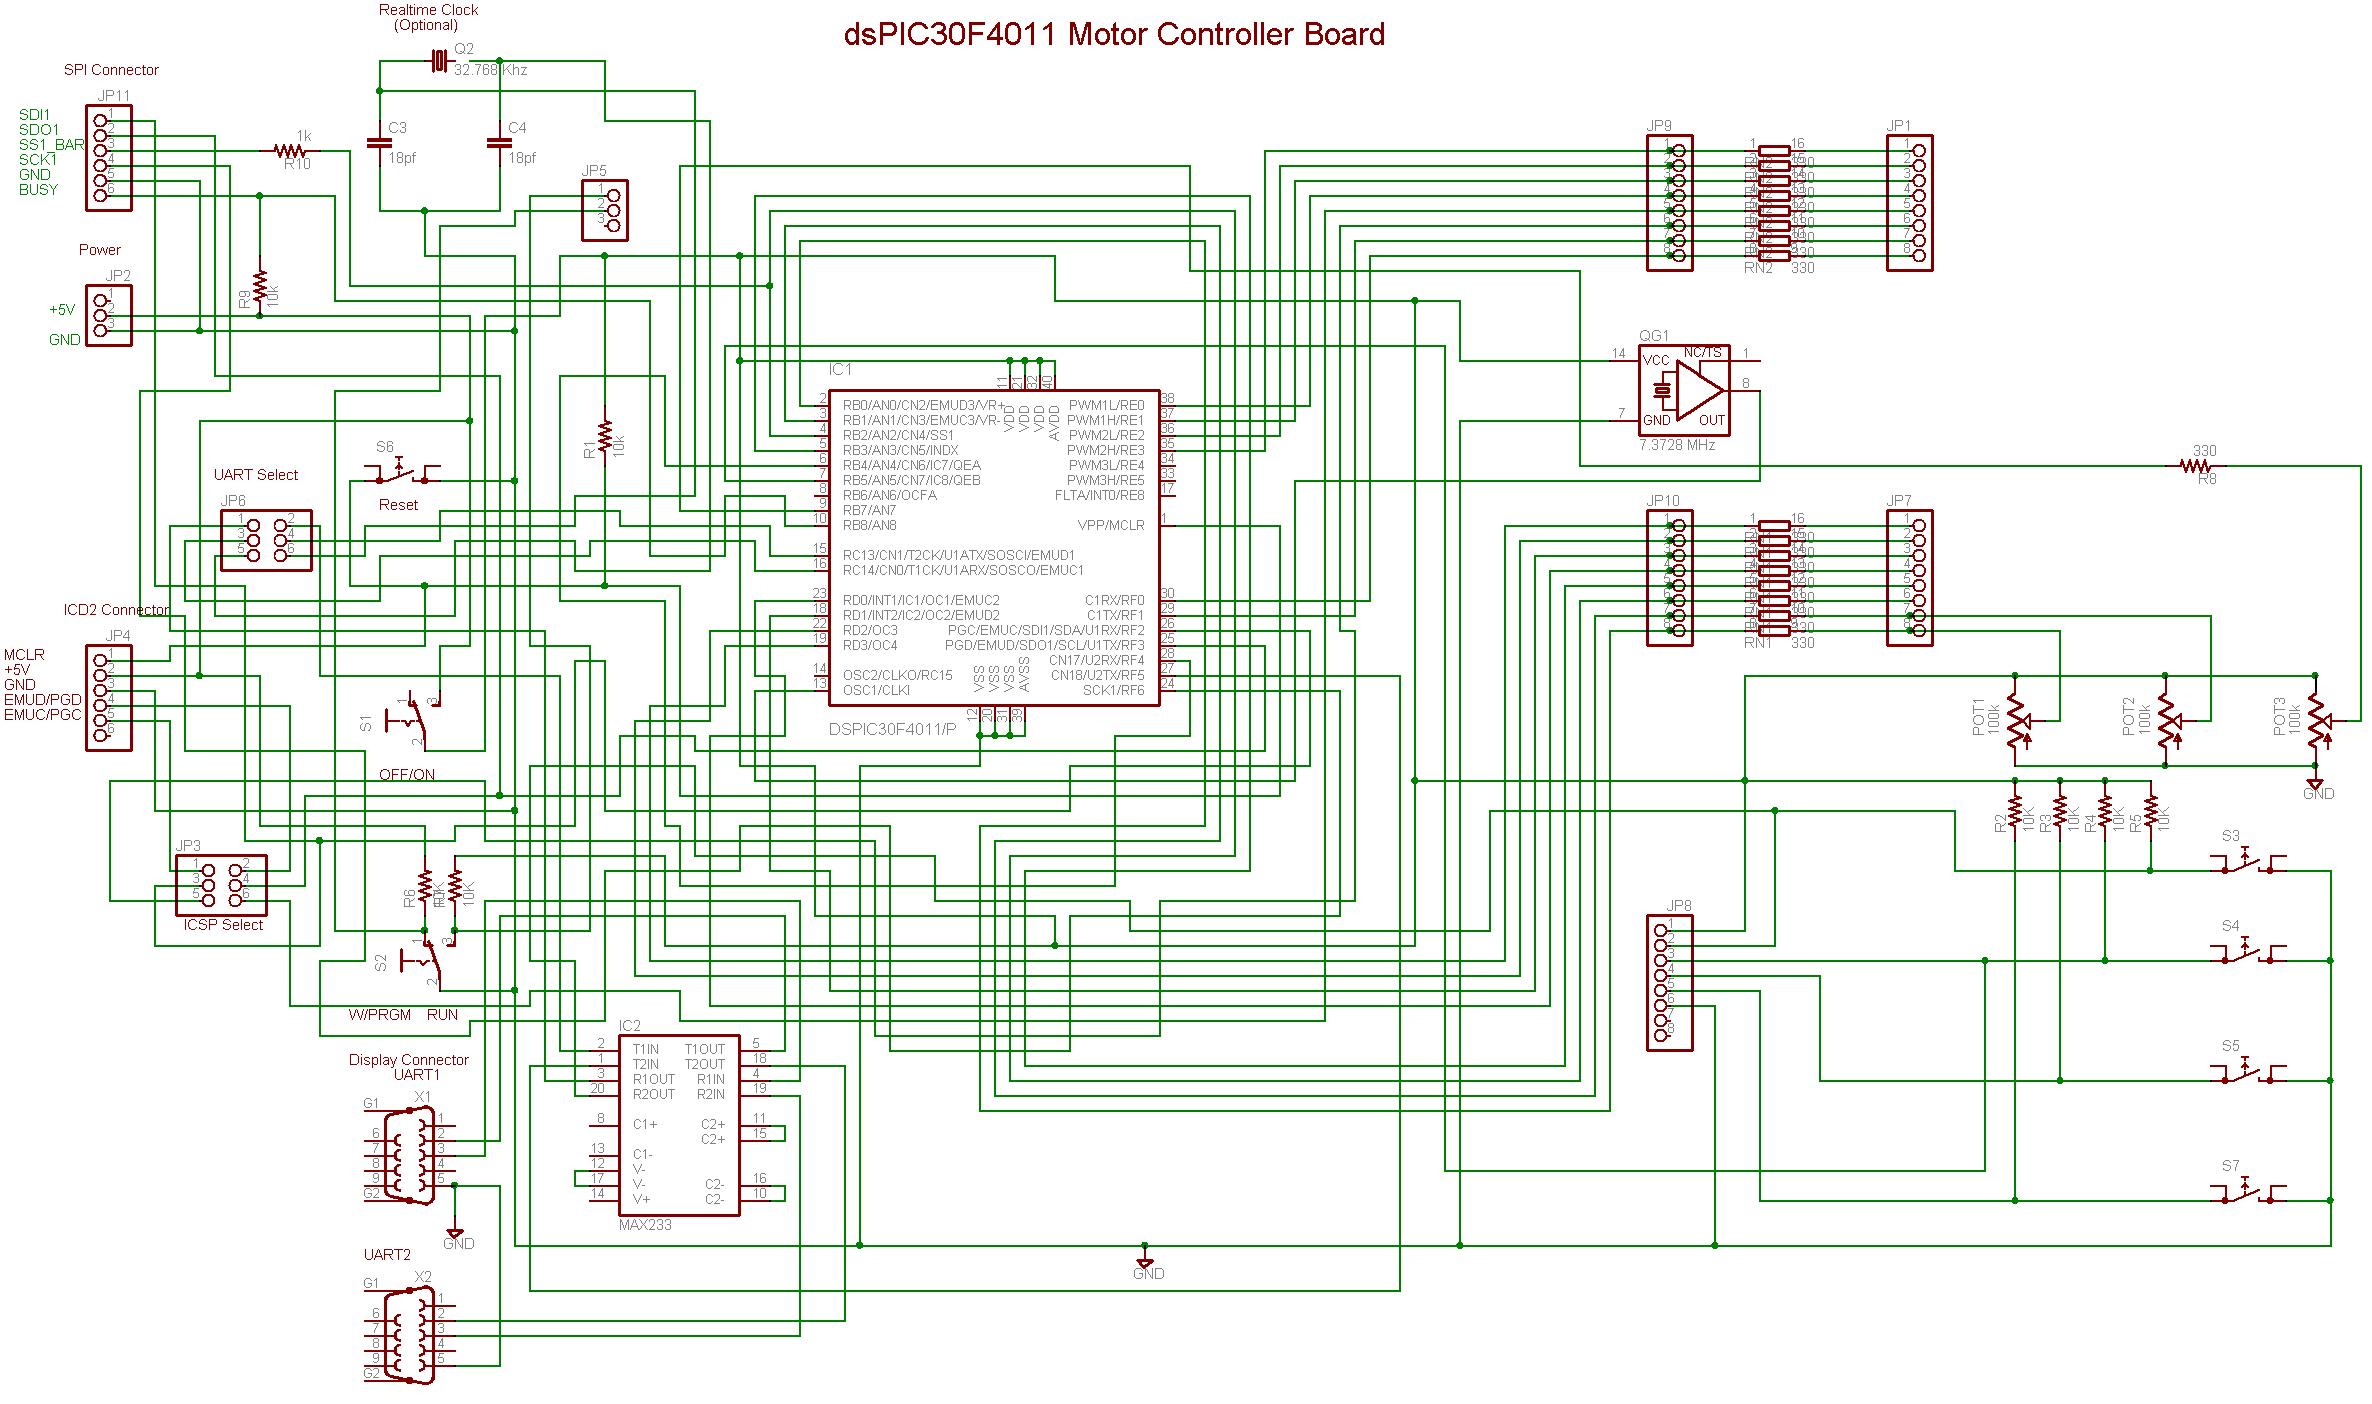 dsPIC30F4011 Motor Controller Board
Realtime Clock
(Optional)
Q2
32.768 Khz
SPI Connector
JP11
SDI1
SDO1
SS1_BAR
SCK1
GND
BUSY
1
2
3
4
5
6
1k
R10
C3
18pf
C4
18pf
JP5
1
2
3
Power
JP2
+5V
GND
1
2
3
R9
10k
R1
10k
S6
Reset
UART Select
JP6
1
2
3
4
5
6
ICD2 Connector
JP4
MCLR
+5V
GND
EMUD/PGD
EMUC/PGC
1
2
3
4
5
6
S1
1
3
2
OFF/ON
JP3
1
2
3
4
5
6
ICSP Select
R6
10K
S2
1
3
2
W/PRGM RUN
Display Connector
UART1
X1
G1
6
7
8
9
G2
1
2
3
4
5
GND
UART2
X2
G1
6
7
8
9
G2
1
2
3
4
5
IC1
11 21 32 40
VDD VDD VDD AVDD
2 RB0/AN0/CN2/EMUD3/VR+
3 RB1/AN1/CN3/EMUC3/VR-
4 RB2/AN2/CN4/SS1
5 RB3/AN3/CN5/INDX
6 RB4/AN4/CN6/IC7/QEA
7 RB5/AN5/CN7/IC8/QEB
8 RB6/AN6/OCFA
9 RB7/AN7
10 RB8/AN8
15 RC13/CN1/T2CK/U1ATX/SOSCI/EMUD1
16 RC14/CN0/T1CK/U1ARX/SOSCO/EMUC1
23 RD0/INT1/IC1/OC1/EMUC2
18 RD1/INT2/IC2/OC2/EMUD2
22 RD2/OC3
19 RD3/OC4
14 OSC2/CLKO/RC15
13 OSC1/CLKI
PWM1L/RE0 38
PWM1H/RE1 37
PWM2L/RE2 36
PWM2H/RE3 35
PWM3L/RE4 34
PWM3H/RE5 33
FLTA/INT0/RE8 17
VPP/MCLR 1
C1RX/RF0 30
C1TX/RF1 29
PGC/EMUC/SDI1/SDA/U1RX/RF2 26
PGD/EMUD/SDO1/SCL/U1TX/RF3 25
CN17/U2RX/RF4 28
CN18/U2TX/RF5 27
SCK1/RF6 24
VSS VSS VSS AVSS
12 20 31 39
DSPIC30F4011/P
IC2
2 T1IN
1 T2IN
3 R1OUT
20 R2OUT
8 C1+
13 C1-
12 V-
17 V-
14 V+
T1OUT 5
T2OUT 18
R1IN 4
R2IN 19
C2+ 11
C2+ 15
C2- 16
C2- 10
MAX233
GND
JP9
1
2
3
4
5
6
7
8
1 16
RN2 330
JP1
1
2
3
4
5
6
7
8
QG1
14 VCC
NC/TS 1
8
7 GND
OUT
7.3728 MHz
330
R8
JP10
1
2
3
4
5
6
7
8
1 16
RN1 330
JP7
1
2
3
4
5
6
7
8
POT1
100k
POT2
100k
POT3
100k
GND
R2
10K
R3
10K
R4
10K
R5
10K
S3
S4
S5
S7
JP8
1
2
3
4
5
6
7
8